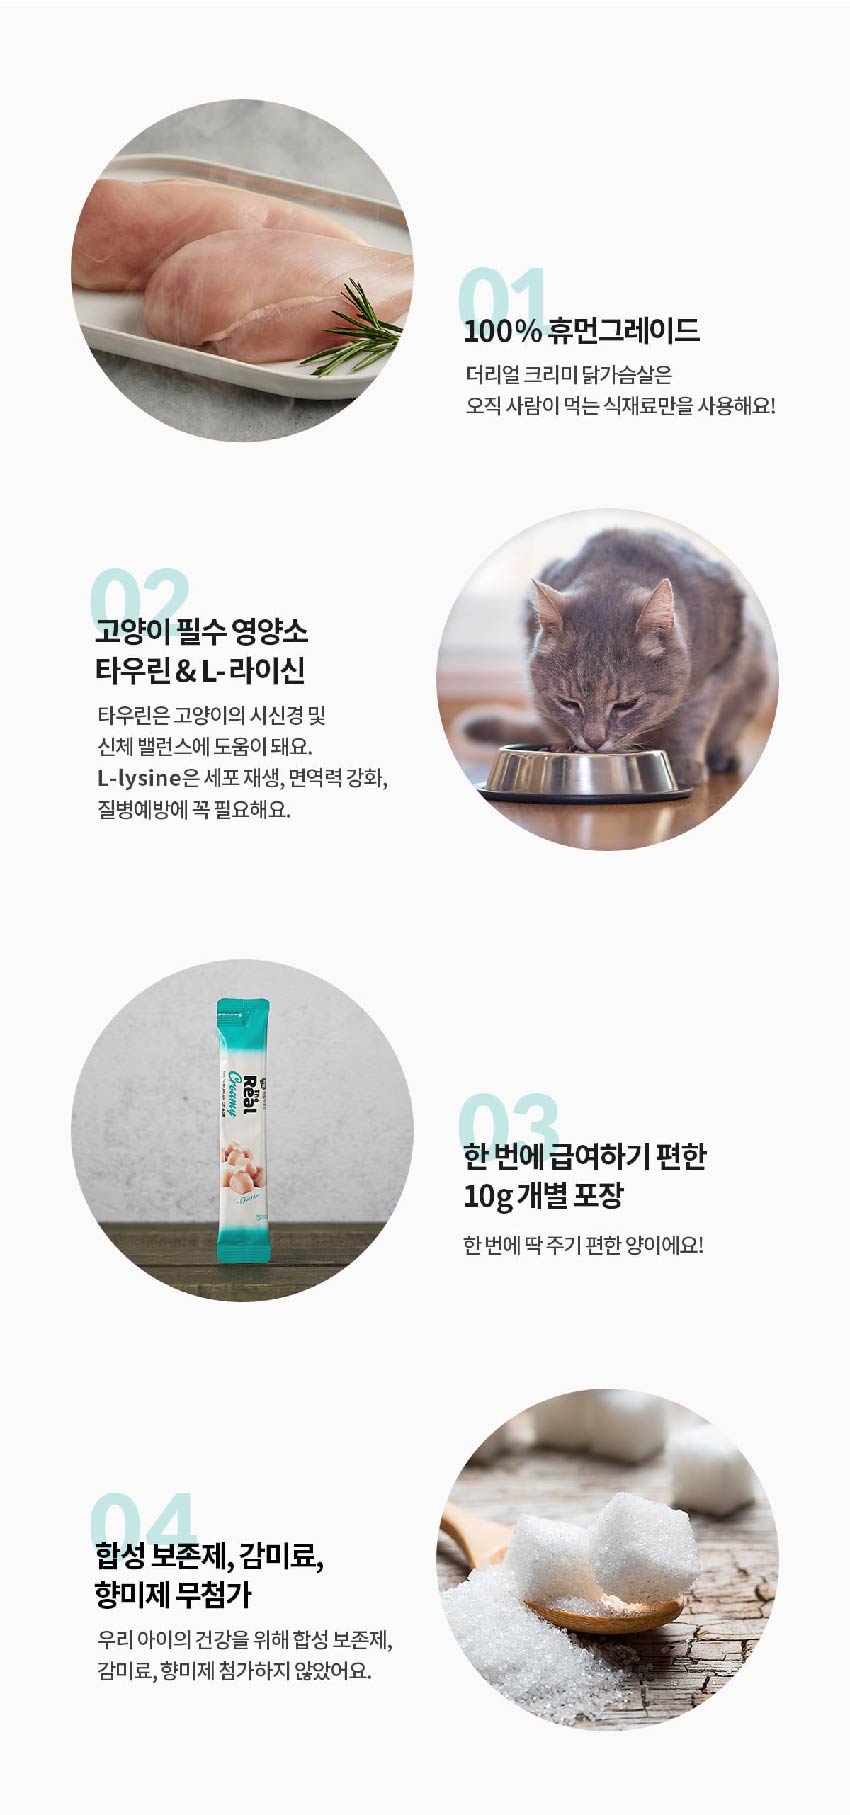 01
100% 휴먼그레이드
더리얼 크리미 닭가슴살은
오직 사람이 먹는 식재료만을 사용해요!
02
고양이 필수 영양소
타우린 & L-라이신
타우린은 고양이의 시신경 및
신체 밸런스에 도움이 돼요.
L-lysine은 세포 재생, 면역력 강화,
질병예방에 꼭 필요해요.
The
Real
Creamy
03
한 번에 급여하기 편한
10g 개별 포장
한 번에 딱 주기 편한 양이에요!
04
합성 보존제, 감미료,
향미제 무첨가
우리 아이의 건강을 위해 합성 보존제,
감미료, 향미제 첨가하지 않았어요.